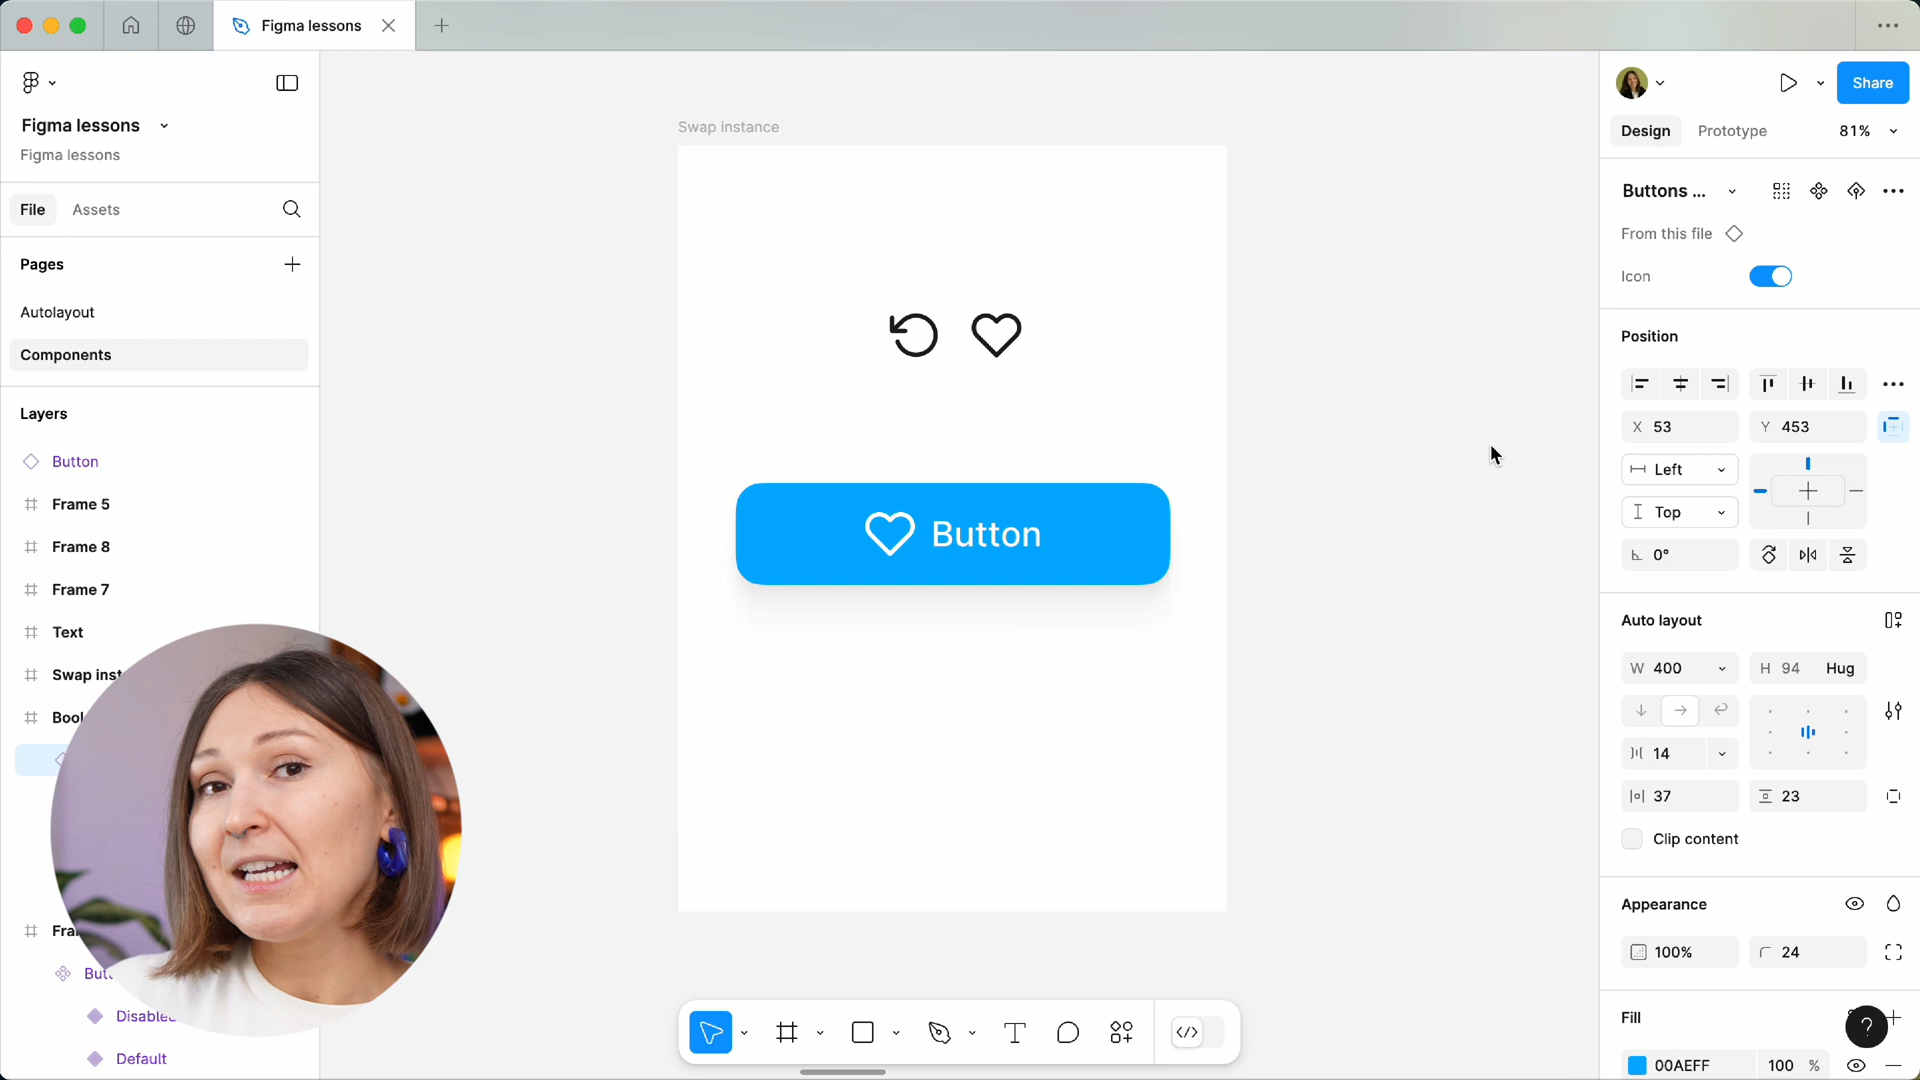 Figma lessons
Share
Figma lessons
Figma lessons
Swap instance
Design
Prototype
81%
Buttons ...
File
Assets
From this file
Pages
Icon
Autolayout
Position
Components
Layers
X 53
Y 453
Button
Left
Frame 5
Top
Frame 8
Button
0°
Frame 7
Auto layout
Text
W 400
H 94 Hug
Swap inst
Boo
14
37
23
Clip content
Appearance
Fra
100%
24
But
Disabled
Fill
?
Default
00AEFF
100 %